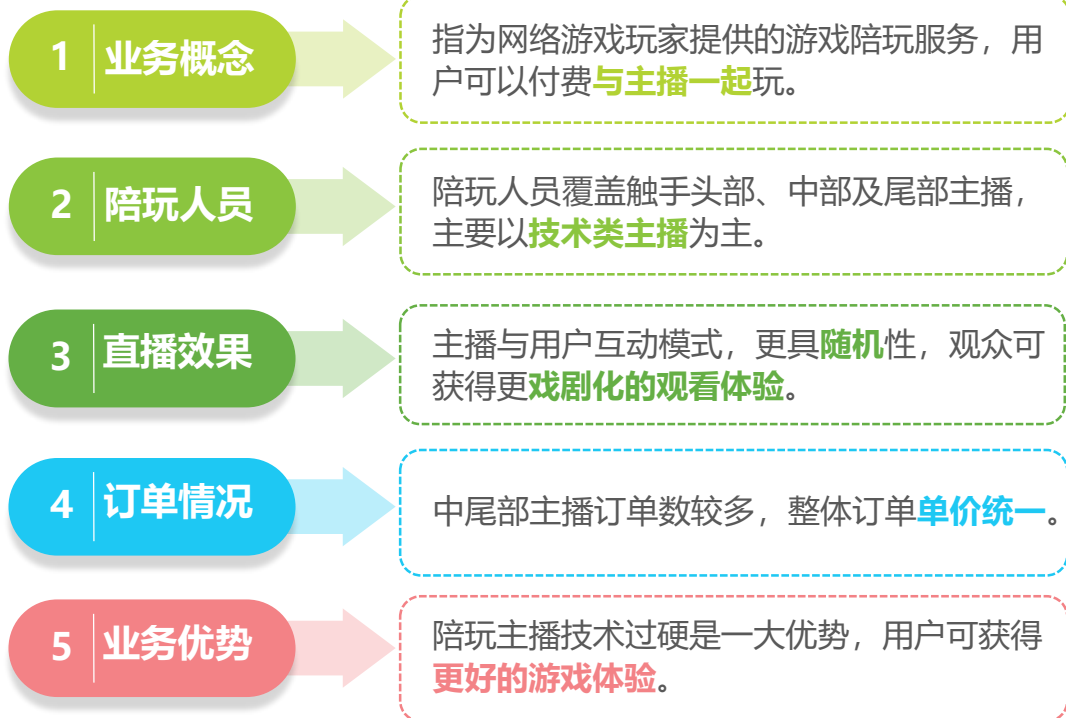 1 业务概念
指为网络游戏玩家提供的游戏陪玩服务，用
户可以付费与主播一起玩。
2 陪玩人员
陪玩人员覆盖触手头部、中部及尾部主播，
主要以技术类主播为主。
3 直播效果
主播与用户互动模式，更具随机性，观众可
获得更戏剧化的观看体验。
4 订单情况
中尾部主播订单数较多，整体订单单价统一。
5 业务优势
陪玩主播技术过硬是一大优势，用户可获得
更好的游戏体验。